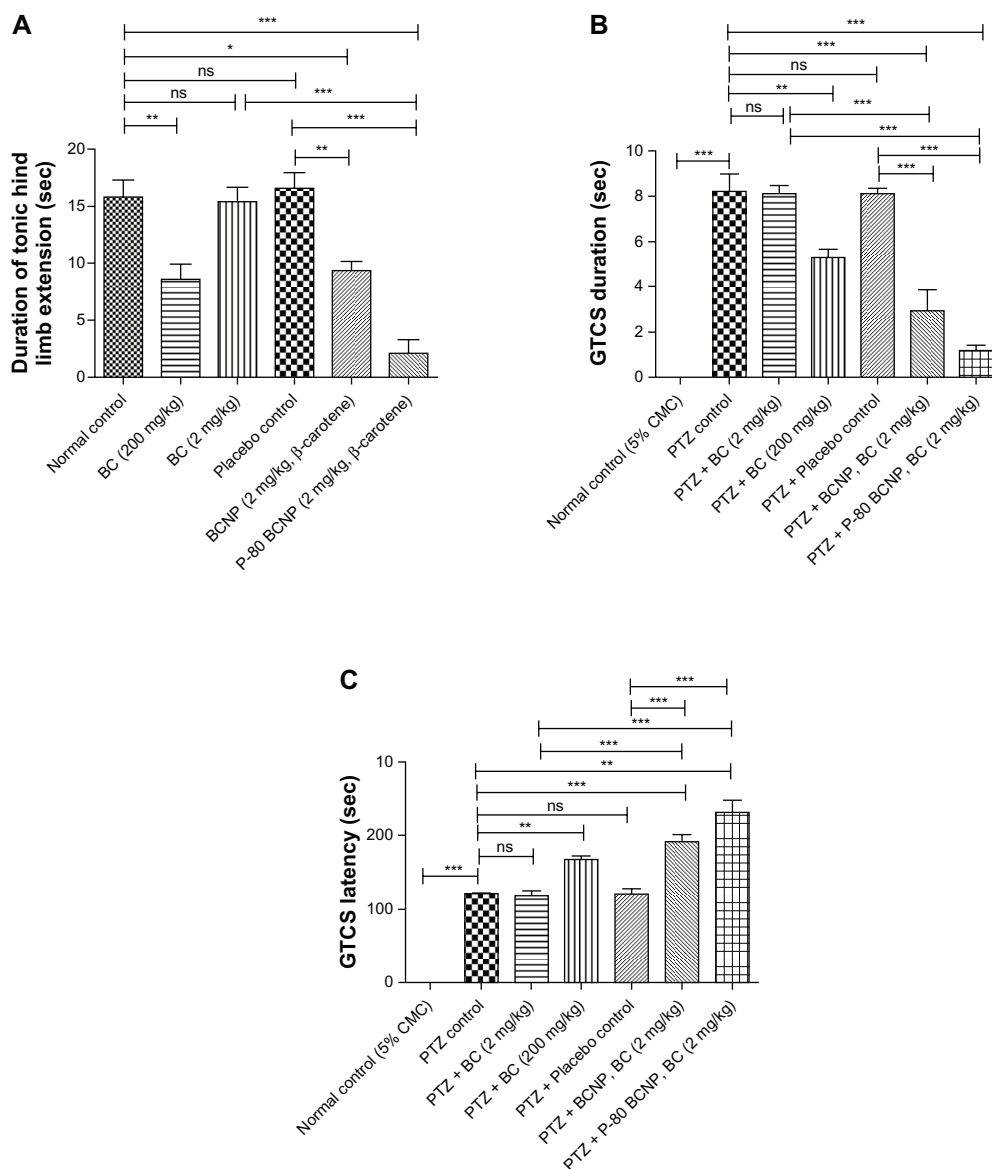 A
***
*
ns
ns
***
**
***
**
20
15
10
5
0
Duration of tonic hind
limb extension (sec)
Normal control
BC (200 mg/kg)
BC (2 mg/kg)
Placebo control
BCNP (2 mg/kg, β-carotene)
P-80 BCNP (2 mg/kg, β-carotene)
B
***
***
ns
**
ns
***
***
***
***
***
10
8
6
4
2
0
GTCS duration (sec)
Normal control (5% CMC)
PTZ control
PTZ + BC (2 mg/kg)
PTZ + BC (200 mg/kg)
PTZ + Placebo control
PTZ + BCNP, BC (2 mg/kg)
PTZ + P-80 BCNP, BC (2 mg/kg)
C
***
***
***
***
**
***
ns
**
ns
***
10
200
100
0
GTCS latency (sec)
Normal control (5% CMC)
PTZ control
PTZ + BC (2 mg/kg)
PTZ + BC (200 mg/kg)
PTZ + Placebo control
PTZ + BCNP, BC (2 mg/kg)
PTZ + P-80 BCNP, BC (2 mg/kg)